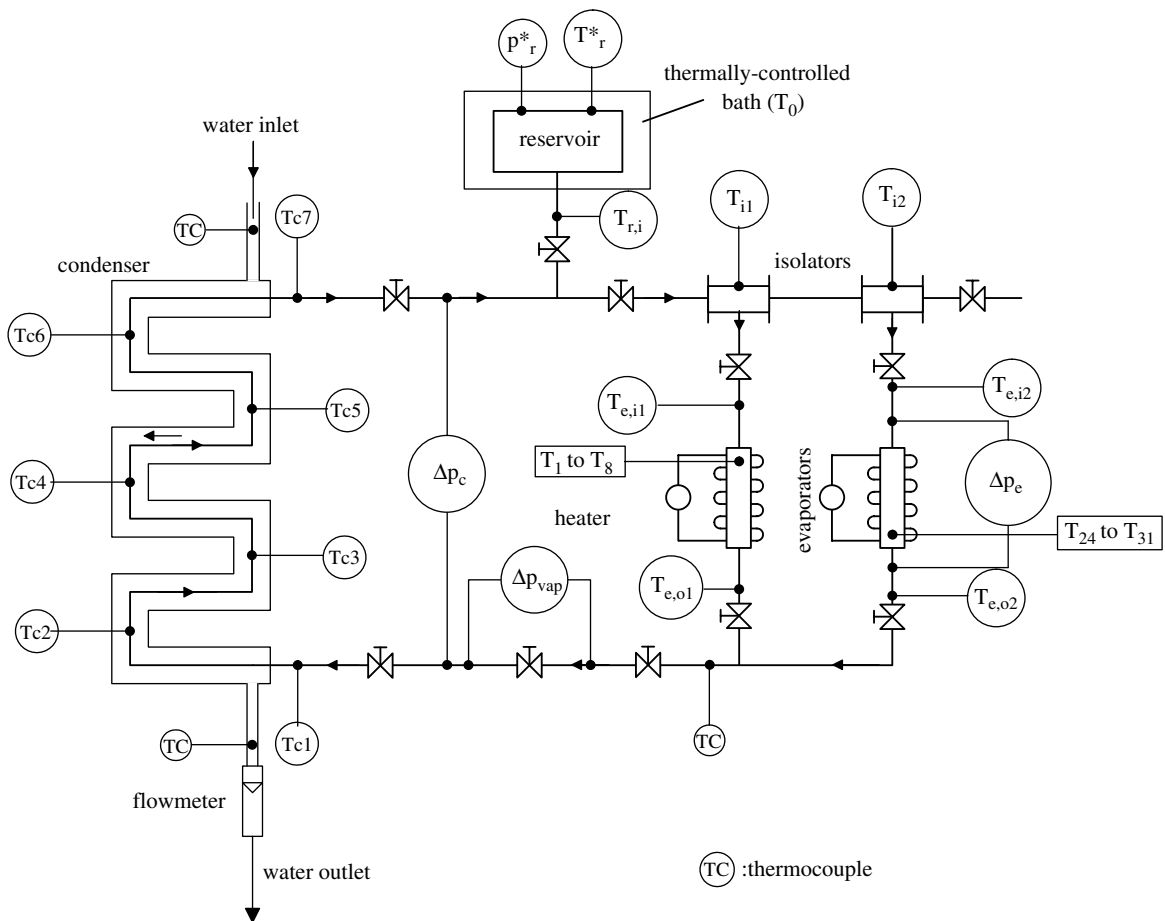 p*r
T*r
thermally-controlled
bath (T0)
reservoir
water inlet
TC
Tc7
Tr,i
Ti1
Ti2
condenser
isolators
Tc6
Te,i1
Te,i2
Tc5
T1 to T8
Δpc
Δpe
Tc4
heater
evaporators
T24 to T31
Tc3
Δpvap
Te,o1
Te,o2
Tc2
TC
Tc1
TC
flowmeter
water outlet
TC :thermocouple